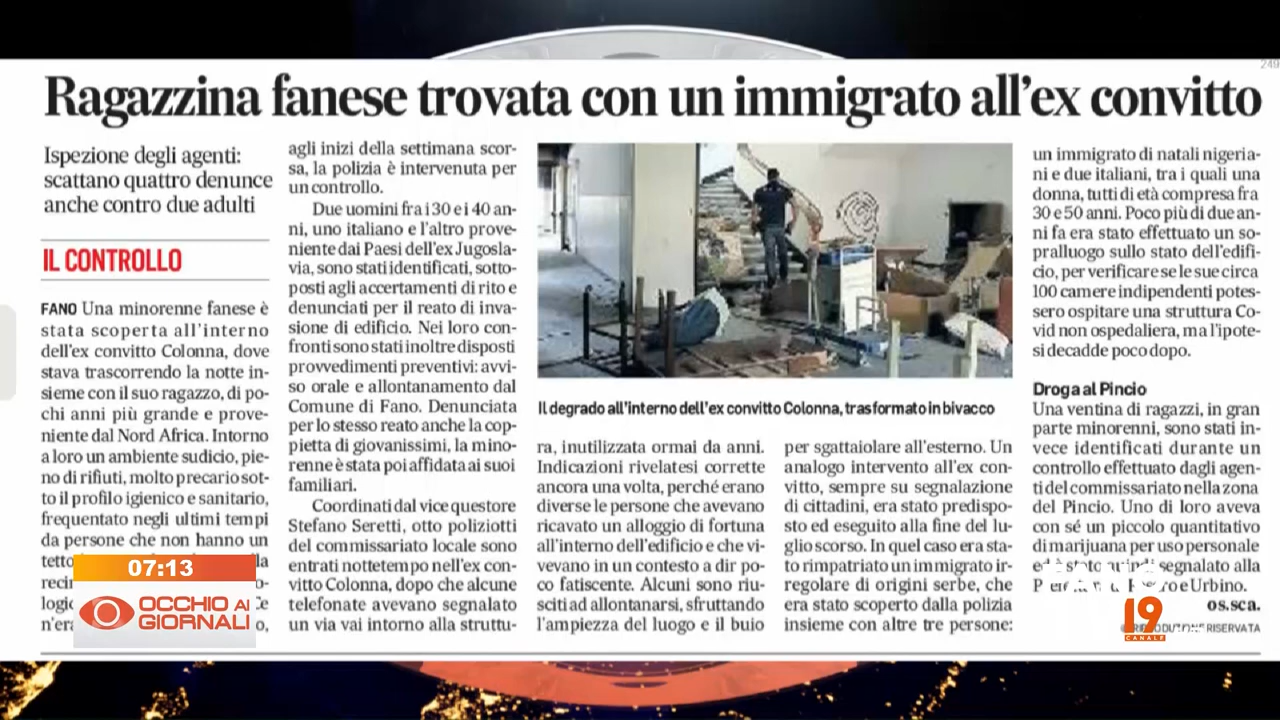 249
Ragazzina fanese trovata con un immigrato all'ex convitto
Ispezione degli agenti:
scattano quattro denunce
anche contro due adulti
IL CONTROLLO
FANO Una minorenne fanese è
stata scoperta all'interno
dell'ex convitto Colonna, dove
stava trascorrendo la notte in-
sieme con il suo ragazzo, di po-
chi anni più grande e prove-
niente dal Nord Africa. Intorno
a loro un ambiente sudicio, pie-
no di rifiuti, molto precario sot-
to il profilo igienico e sanitario,
frequentato negli ultimi tempi
da persone che non hanno un
tetto
n'era
agli inizi della settimana scor-
sa, la polizia è intervenuta per
un controllo.
Due uomini fra i 30 e i 40 an-
ni, uno italiano e l'altro prove-
niente dai Paesi dell'ex Jugosla-
via, sono stati identificati, sotto-
posti agli accertamenti di rito e
denunciati per il reato di inva-
sione di edificio. Nei loro con-
fronti sono stati inoltre disposti
provvedimenti preventivi: avvi-
so orale e allontanamento dal
Comune di Fano. Denunciata
per lo stesso reato anche la cop-
pietta di giovanissimi, la mino-
renne è stata poi affidata ai suoi
familiari.
Coordinati dal vice questore
Stefano Seretti, otto poliziotti
del commissariato locale sono
entrati nottetempo nell'ex con-
vitto Colonna, dopo che alcune
telefonate avevano segnalato
un via vai intorno alla struttu-
Il degrado all'interno dell'ex convitto Colonna, trasformato in bivacco
ra, inutilizzata ormai da anni.
Indicazioni rivelatesi corrette
ancora una volta, perché erano
diverse le persone che avevano
ricavato un alloggio di fortuna
all'interno dell'edificio e che vi-
vevano in un contesto a dir po-
co fatiscente. Alcuni sono riu-
sciti ad allontanarsi, sfruttando
l'ampiezza del luogo e il buio
per sgattaiolare all'esterno. Un
analogo intervento all'ex con-
vitto, sempre su segnalazione
di cittadini, era stato predispo-
sto ed eseguito alla fine del lu-
glio scorso. In quel caso era sta-
to rimpatriato un immigrato ir-
regolare di origini serbe, che
era stato scoperto dalla polizia
insieme con altre tre persone:
un immigrato di natali nigeria-
ni e due italiani, tra i quali una
donna, tutti di età compresa fra
30 e 50 anni. Poco più di due an-
ni fa era stato effettuato un so-
pralluogo sullo stato dell'edifi-
cio, per verificare se le sue circa
100 camere indipendenti potes-
sero ospitare una struttura Co-
vid non ospedaliera, ma l'ipote-
si decadde poco dopo.
Droga al Pincio
Una ventina di ragazzi, in gran
parte minorenni, sono stati in-
vece identificati durante un
controllo effettuato dagli agen-
ti del commissariato nella zona
del Pincio. Uno di loro aveva
con sé un piccolo quantitativo
di marijuana per uso personale
ed è stato quindi segnalato alla
e Urbino.
os.sca.
RISERVATA
07:13
OCCHIO AI
GIORNALI
19
CANALE